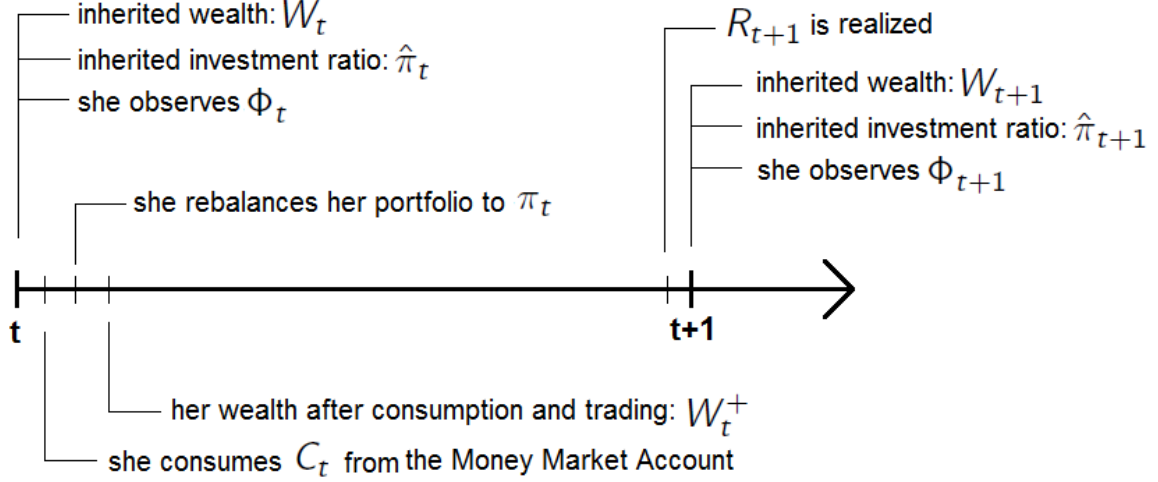 inherited wealth: W_t
inherited investment ratio: π̂_t
she observes Φ_t
she rebalances her portfolio to π_t
R_{t+1} is realized
inherited wealth: W_{t+1}
inherited investment ratio: π̂_{t+1}
she observes Φ_{t+1}
t
t+1
her wealth after consumption and trading: W_t^+
she consumes C_t from the Money Market Account